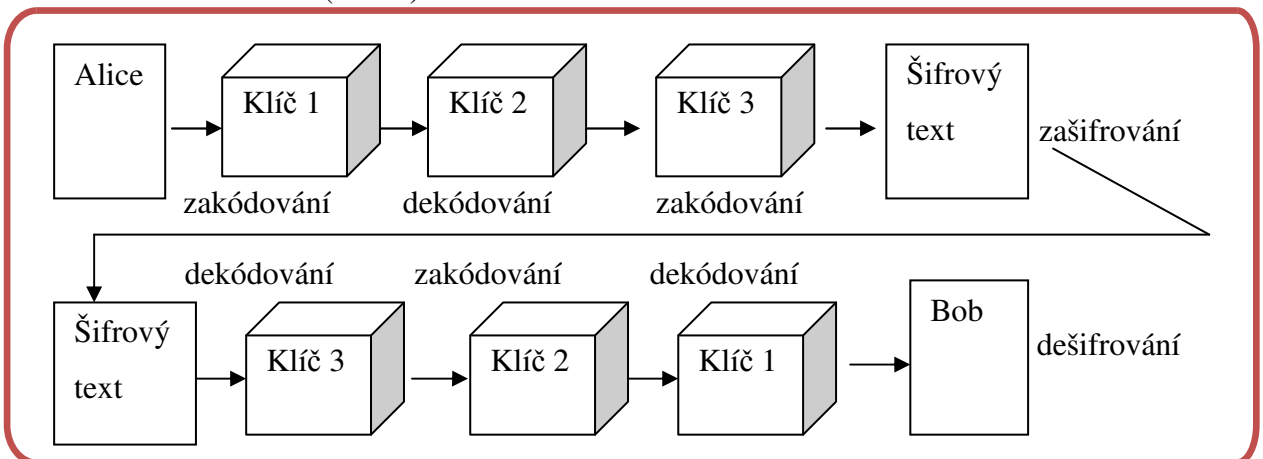 Alice
Klíč 1
Klíč 2
Klíč 3
Šifrový
text
zašifrování
zakódování
dekódování
zakódování
dekódování
zakódování
dekódování
Šifrový
text
Klíč 3
Klíč 2
Klíč 1
Bob
dešifrování